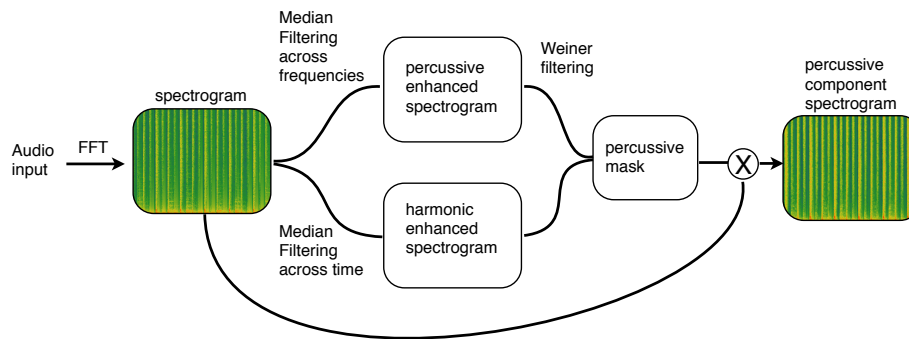 Median
Filtering
across
frequencies
Weiner
filtering
percussive
component
spectrogram
percussive
enhanced
spectrogram
spectrogram
Audio
input
FFT
percussive
mask
X
harmonic
enhanced
spectrogram
Median
Filtering
across time